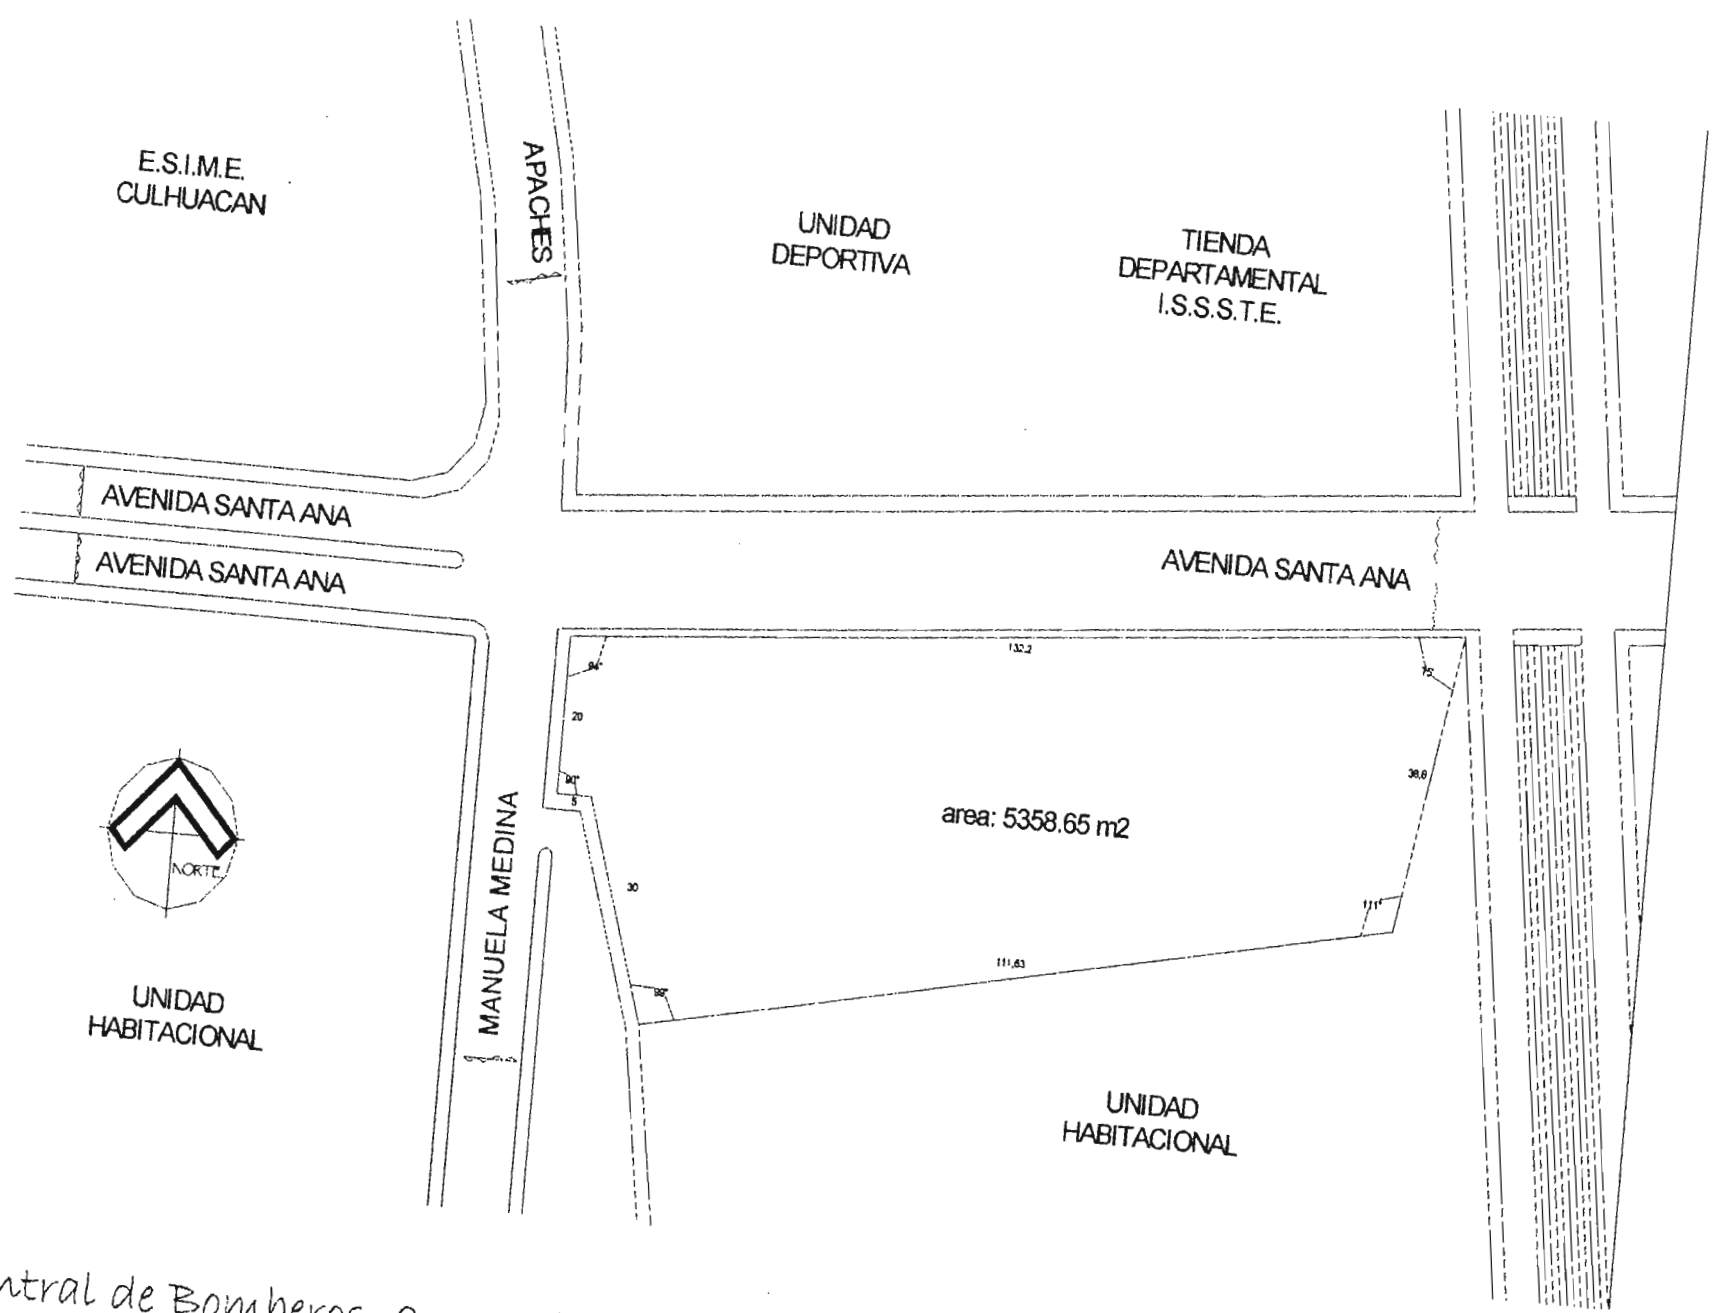 E.S.I.M.E.
CULHUACAN
APACHES
UNIDAD
DEPORTIVA
TIENDA
DEPARTAMENTAL
I.S.S.S.T.E.
AVENIDA SANTA ANA
AVENIDA SANTA ANA
AVENIDA SANTA ANA
132,2
94°
75°
20
90°
5
38,8
area: 5358.65 m2
30
111°
111,63
99°
MANUELA MEDINA
NORTE
UNIDAD
HABITACIONAL
UNIDAD
HABITACIONAL
ntral de Bomberos